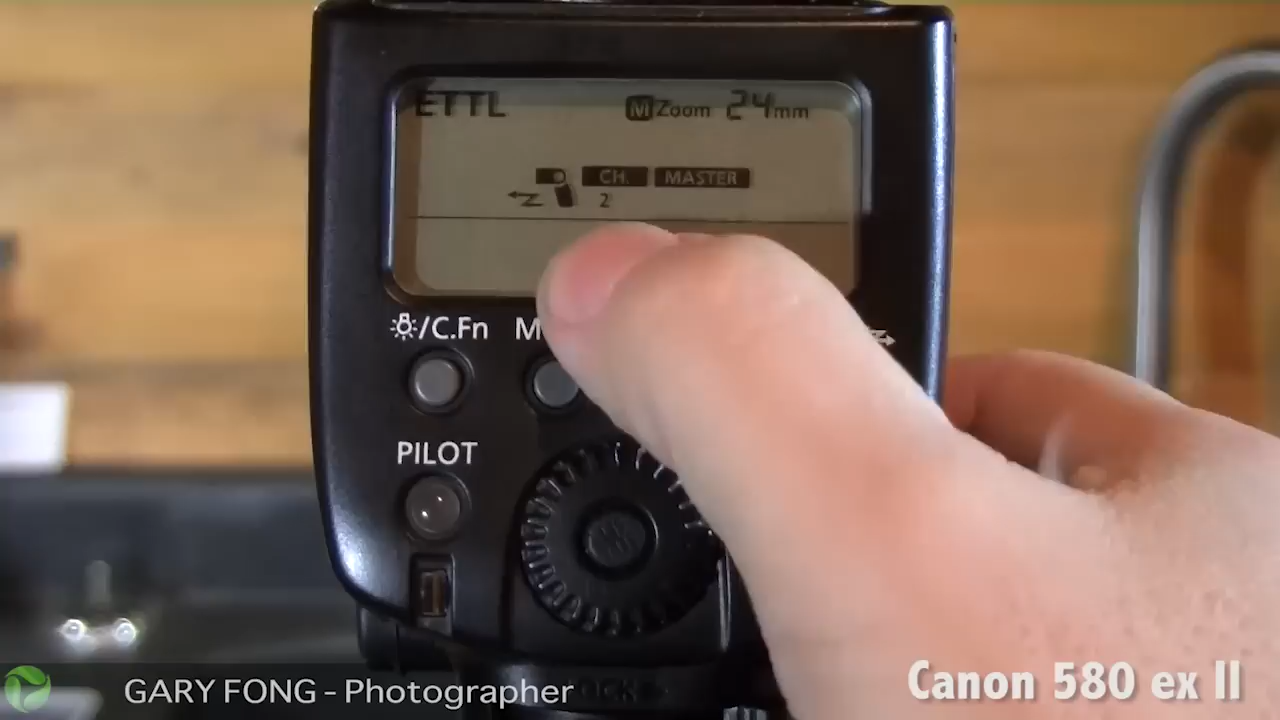 ETTL M Zoom 24mm
CH. MASTER
2
/C.Fn M
PILOT
GARY FONG - Photographer
Canon 580 ex II